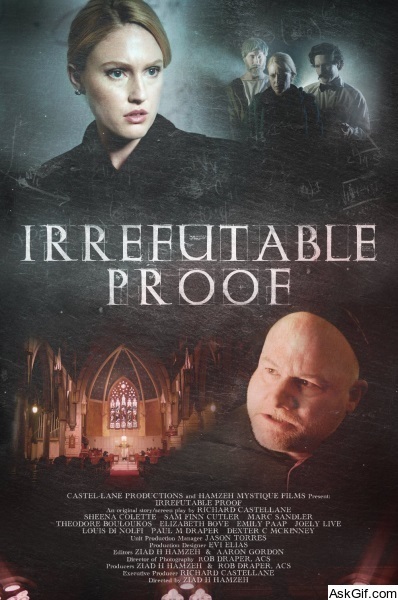 IRREFUTABLE
PROOF
CASTEL-LANE PRODUCTIONS and HAMZEH MYSTIQUE FILMS Present:
IRREFUTABLE PROOF
An original story/screen play by RICHARD CASTELLANE
SHEENA COLETTE SAM FINN CUTLER MARC SANDLER
THEODORE BOULOUKOS ELIZABETH BOVE EMILY PAAP JOELY LIVE
LOUIS DI NOLFI PAUL M DRAPER DEXTER C MCKINNEY
Unit Production Manager JASON TORRES
Production Designer EVI ELIAS
Editors ZIAD H HAMZEH & AARON GORDON
Director of Photography ROB DRAPER, ACS
Producers ZIAD H HAMZEH & ROB DRAPER, ACS
Executive Producer RICHARD CASTELLANE
Directed by ZIAD H HAMZEH
AskGif.com